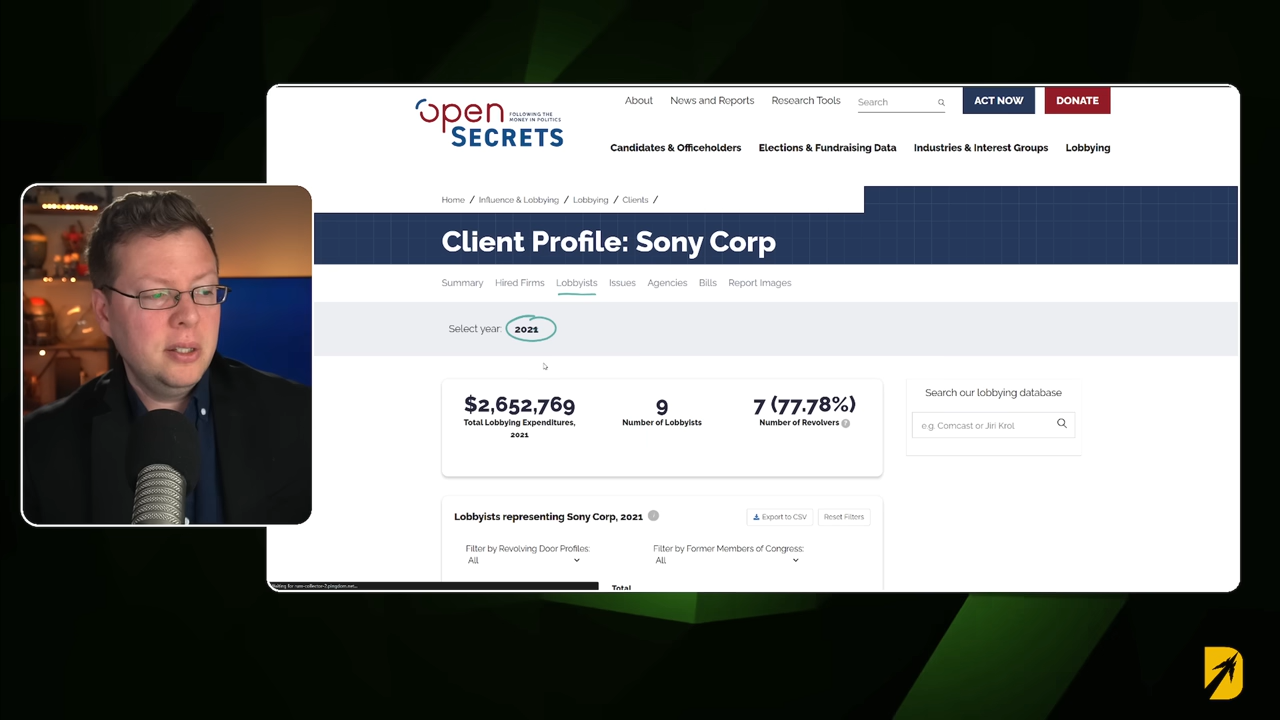 About News and Reports Research Tools Search ACT NOW DONATE
open SECRETS
FOLLOWING THE
MONEY IN POLITICS
Candidates & Officeholders Elections & Fundraising Data Industries & Interest Groups Lobbying
Home / Influence & Lobbying / Lobbying / Clients /
Client Profile: Sony Corp
Summary Hired Firms Lobbyists Issues Agencies Bills Report Images
Select year: 2021
$2,652,769
Total Lobbying Expenditures,
2021
9
Number of Lobbyists
7 (77.78%)
Number of Revolvers ?
Search our lobbying database
e.g. Comcast or Jiri Krol
Lobbyists representing Sony Corp, 2021
Export to CSV Reset Filters
Filter by Revolving Door Profiles: Filter by Former Members of Congress:
All All
Total